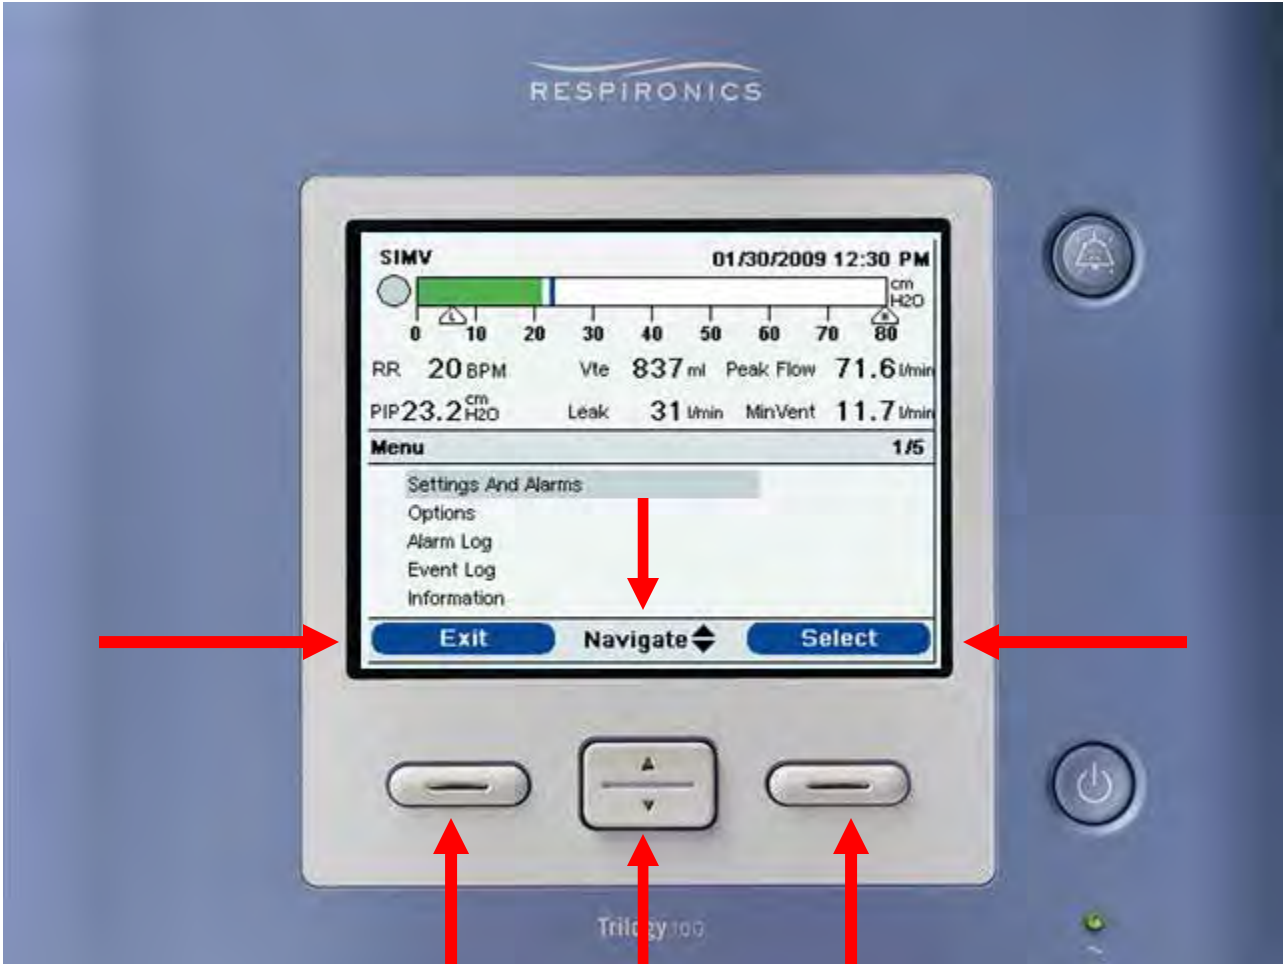 RESPIRONICS
SIMV 01/30/2009 12:30 PM
cm
H2O
L H
0 10 20 30 40 50 60 70 80
RR 20 BPM Vte 837 ml Peak Flow 71.6 l/min
PIP 23.2 cm H2O Leak 31 l/min MinVent 11.7 l/min
Menu 1/5
Settings And Alarms
Options
Alarm Log
Event Log
Information
Exit Navigate Select
Trilogy 100